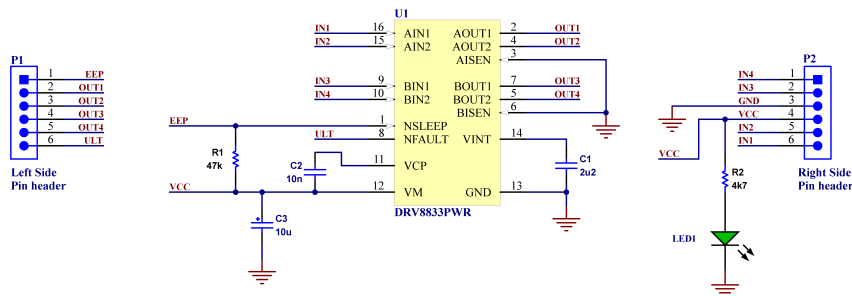 P1
1 EEP
2 OUT1
3 OUT2
4 OUT3
5 OUT4
6 ULT
Left Side
Pin header
U1
IN1 16 AIN1 AOUT1 2 OUT1
IN2 15 AIN2 AOUT2 4 OUT2
AISEN 3
IN3 9 BIN1 BOUT1 7 OUT3
IN4 10 BIN2 BOUT2 5 OUT4
BISEN 6
EEP 1 NSLEEP
ULT 8 NFAULT VINT 14
R1
47k
C2
10n
11 VCP
C1
2u2
VCC 12 VM GND 13
DRV8833PWR
C3
10u
P2
IN4 1
IN3 2
GND 3
VCC 4
IN2 5
IN1 6
VCC
R2
4k7
Right Side
Pin header
LED1